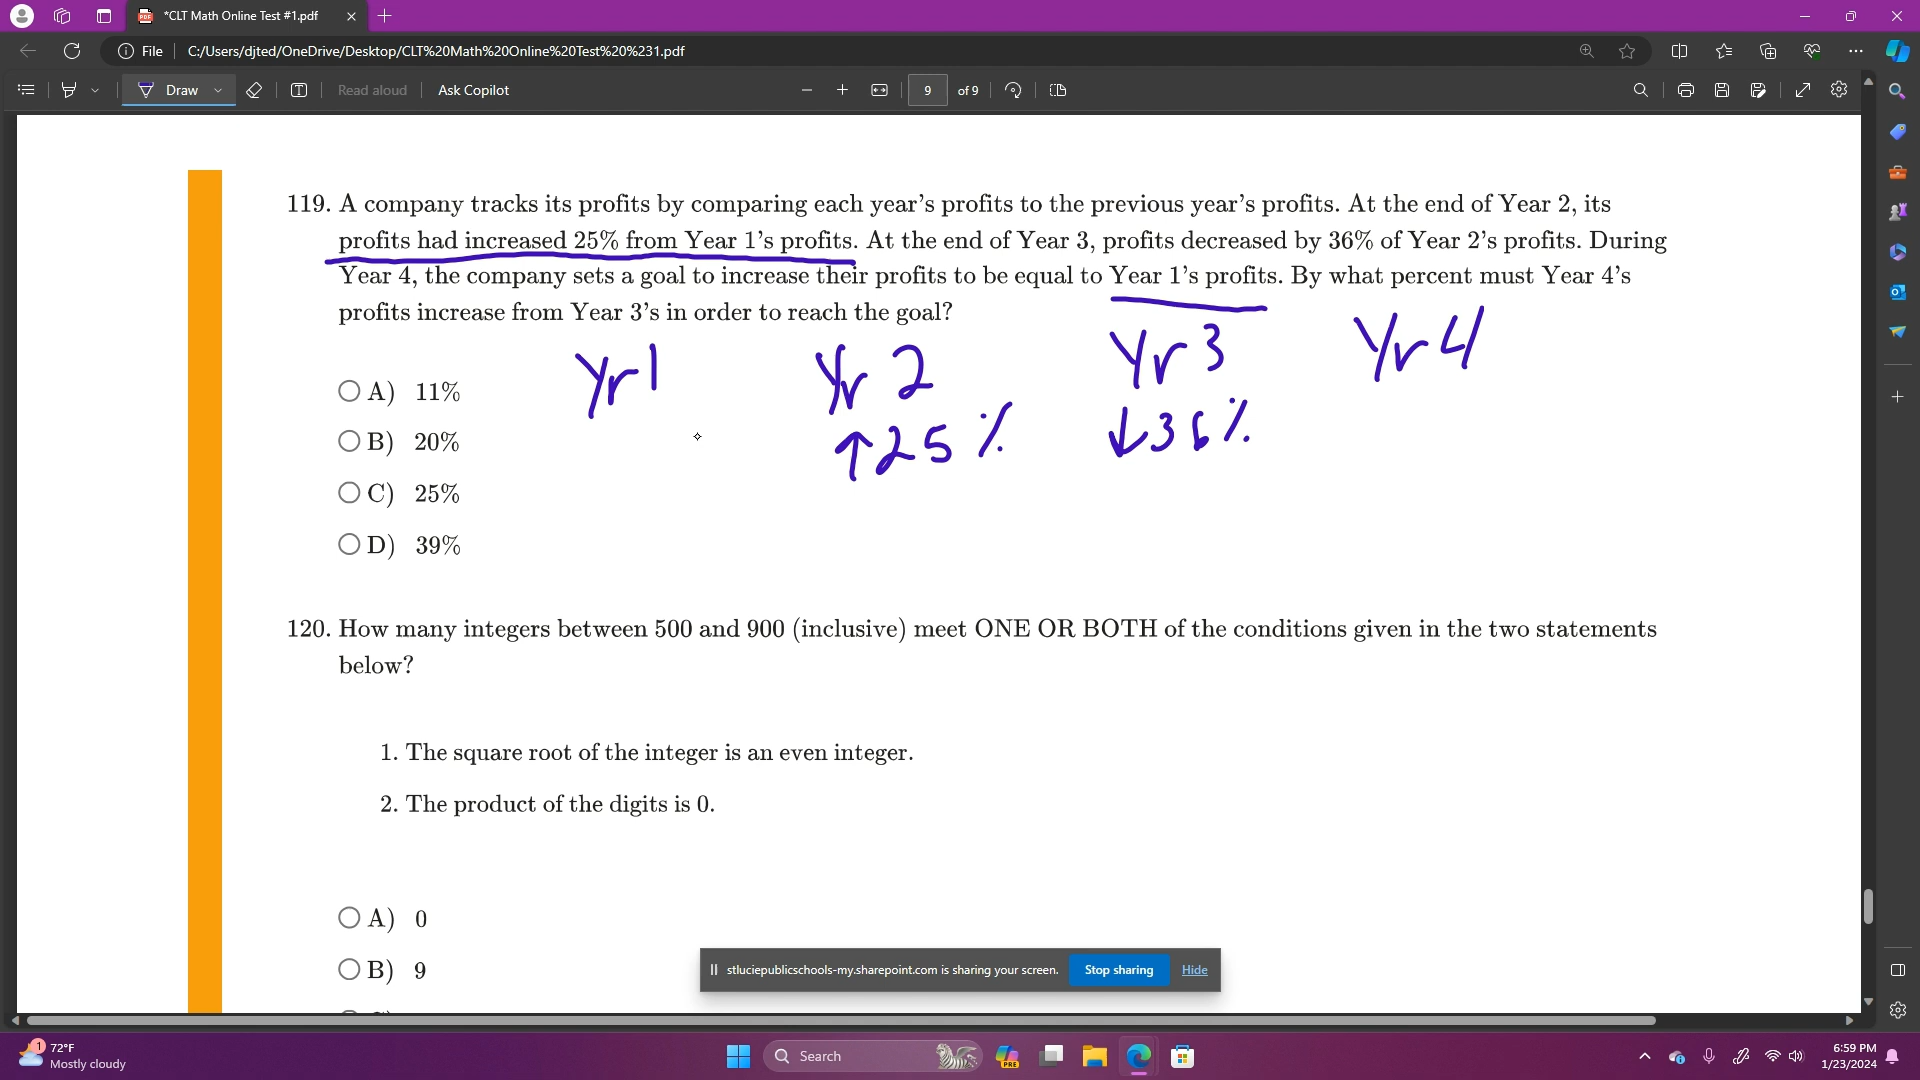 *CLT Math Online Test #1.pdf
File C:/Users/djted/OneDrive/Desktop/CLT%20Math%20Online%20Test%20%231.pdf
Draw Read aloud Ask Copilot 9 of 9
119. A company tracks its profits by comparing each year's profits to the previous year's profits. At the end of Year 2, its
profits had increased 25% from Year 1's profits. At the end of Year 3, profits decreased by 36% of Year 2's profits. During
Year 4, the company sets a goal to increase their profits to be equal to Year 1's profits. By what percent must Year 4's
profits increase from Year 3's in order to reach the goal?
Yr 1 Yr 2 Yr 3 Yr 4
↑25% ↓36%
A) 11%
B) 20%
C) 25%
D) 39%
120. How many integers between 500 and 900 (inclusive) meet ONE OR BOTH of the conditions given in the two statements
below?
1. The square root of the integer is an even integer.
2. The product of the digits is 0.
A) 0
B) 9
stluciepublicschools-my.sharepoint.com is sharing your screen. Stop sharing Hide
1 72°F
Mostly cloudy
Search
PRE
6:59 PM
1/23/2024